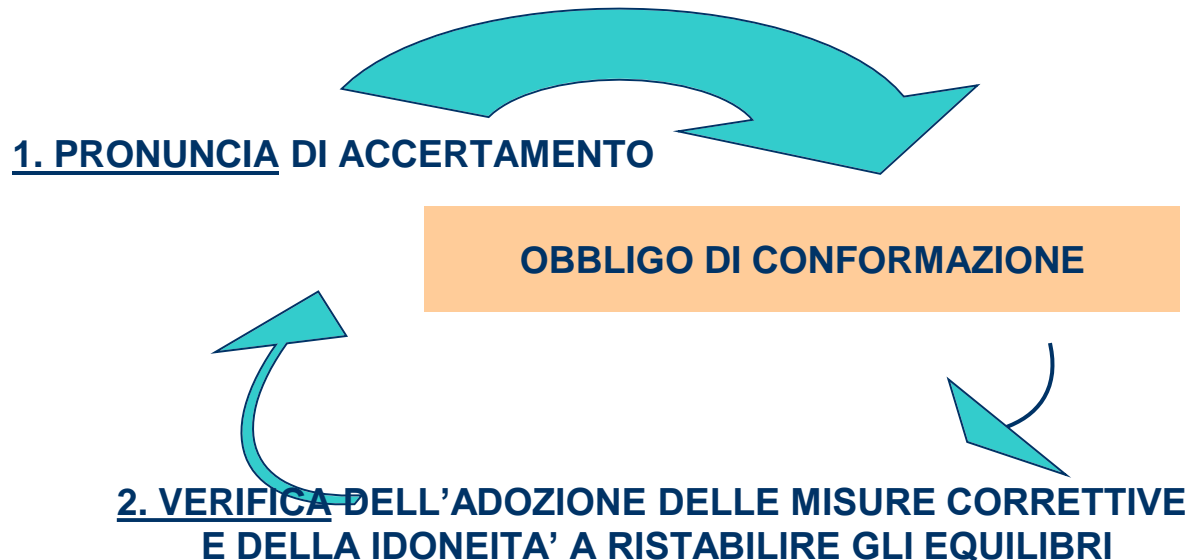 1. PRONUNCIA DI ACCERTAMENTO
OBBLIGO DI CONFORMAZIONE
2. VERIFICA DELL’ADOZIONE DELLE MISURE CORRETTIVE
E DELLA IDONEITA’ A RISTABILIRE GLI EQUILIBRI